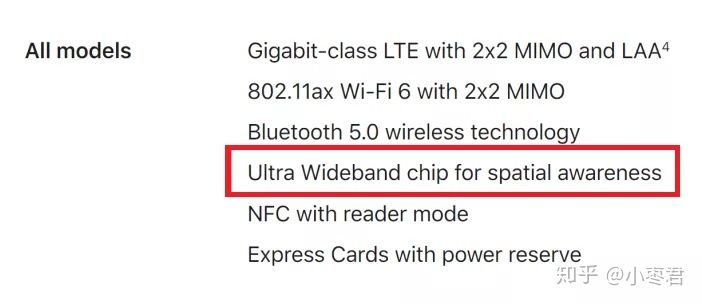 All models
Gigabit-class LTE with 2x2 MIMO and LAA⁴
802.11ax Wi-Fi 6 with 2x2 MIMO
Bluetooth 5.0 wireless technology
Ultra Wideband chip for spatial awareness
NFC with reader mode
Express Cards with power reserve
知乎 @小枣君